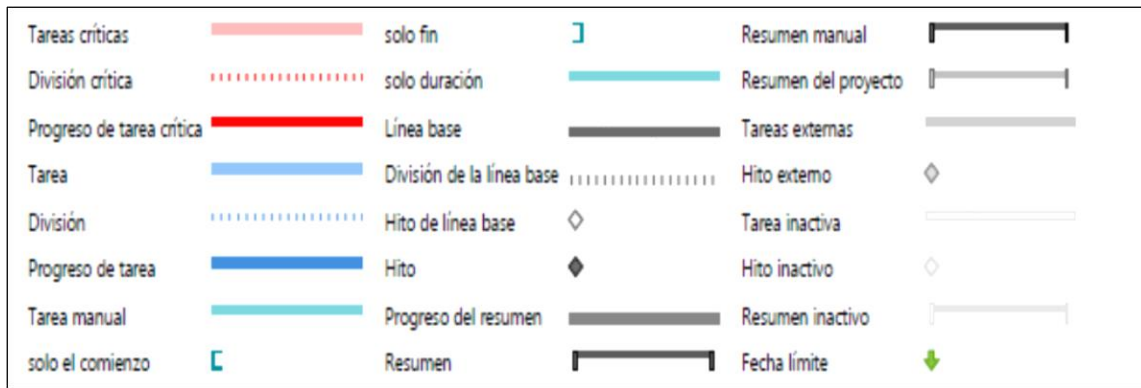 Tareas críticas
División crítica
Progreso de tarea crítica
Tarea
División
Progreso de tarea
Tarea manual
solo el comienzo
solo fin
solo duración
Línea base
División de la línea base
Hito de línea base
Hito
Progreso del resumen
Resumen
Resumen manual
Resumen del proyecto
Tareas externas
Hito externo
Tarea inactiva
Hito inactivo
Resumen inactivo
Fecha límite